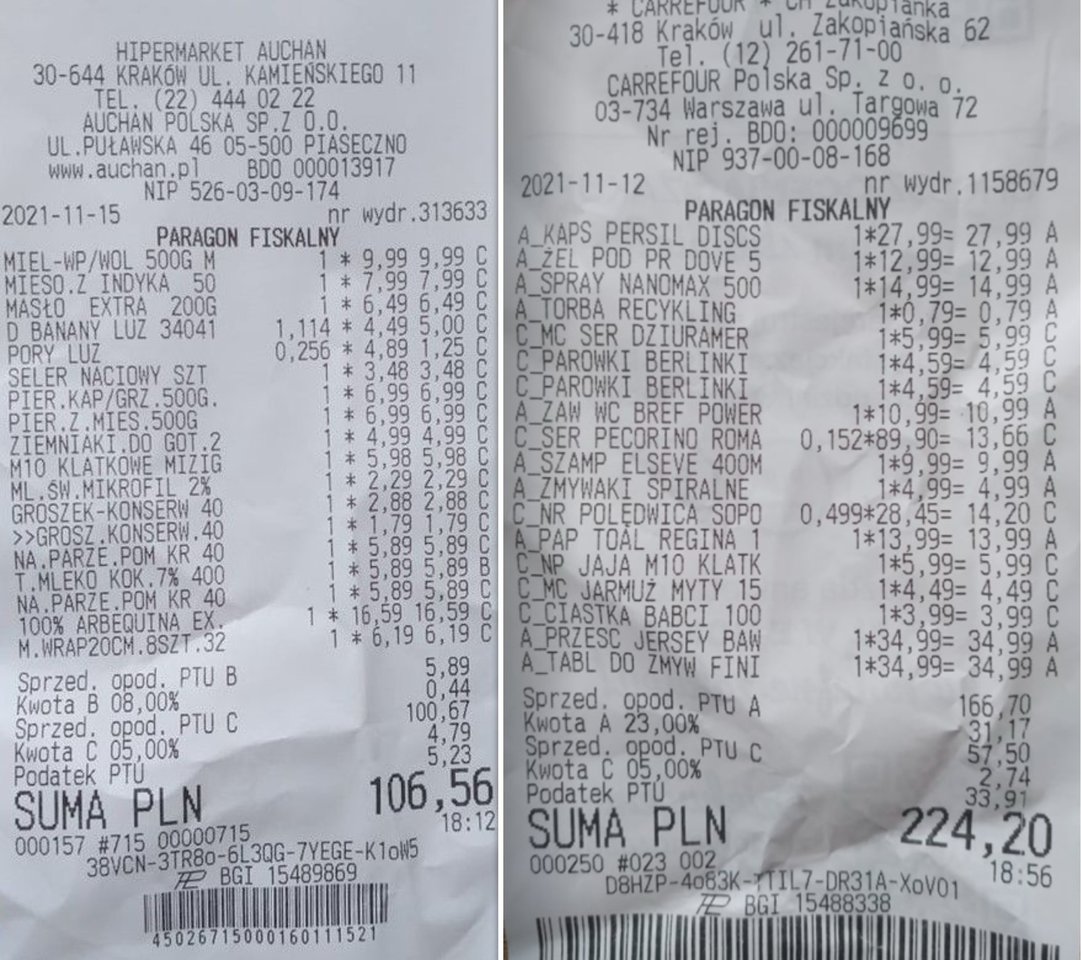 HIPERMARKET AUCHAN
30-644 KRAKÓW UL. KAMIEŃSKIEGO 11
TEL. (22) 444 02 22
AUCHAN POLSKA SP.Z O.O.
UL.PUŁAWSKA 46 05-500 PIASECZNO
www.auchan.pl BDO 000013917
NIP 526-03-09-174
2021-11-15 nr wydr.313633
PARAGON FISKALNY
MIEL-WP/WOL 500G M 1 * 9,99 9,99 C
MIESO.Z INDYKA 50 1 * 7,99 7,99 C
MASŁO EXTRA 200G 1 * 6,49 6,49 C
D BANANY LUZ 34041 1,114 * 4,49 5,00 C
PORY LUZ 0,256 * 4,89 1,25 C
SELER NACIOWY SZT 1 * 3,48 3,48 C
PIER.KAP/GRZ.500G. 1 * 6,99 6,99 C
PIER.Z.MIES.500G 1 * 6,99 6,99 C
ZIEMNIAKI.DO GOT.2 1 * 4,99 4,99 C
M10 KLATKOWE MIZIG 1 * 5,98 5,98 C
ML.ŚW.MIKROFIL 2% 1 * 2,29 2,29 C
GROSZEK-KONSERW 40 1 * 2,88 2,88 C
>>GROSZ.KONSERW.40 1 * 1,79 1,79 C
NA.PARZE.POM KR 40 1 * 5,89 5,89 C
T.MLEKO KOK.7% 400 1 * 5,89 5,89 B
NA.PARZE.POM KR 40 1 * 5,89 5,89 C
100% ARBEQUINA EX. 1 * 16,59 16,59 C
M.WRAP20CM.8SZT.32 1 * 6,19 6,19 C
Sprzed. opod. PTU B 5,89
Kwota B 08,00% 0,44
Sprzed. opod. PTU C 100,67
Kwota C 05,00% 4,79
Podatek PTU 5,23
SUMA PLN 106,56
000157 #715 00000715 18:12
38VCN-3TR8o-6L3QG-7YEGE-K1oW5
BGI 15489869
45026715000160111521
* CARREFOUR * CH Zakopianka
30-418 Kraków ul. Zakopiańska 62
Tel. (12) 261-71-00
CARREFOUR Polska Sp. z o. o.
03-734 Warszawa ul. Targowa 72
Nr rej. BDO: 000009699
NIP 937-00-08-168
2021-11-12 nr wydr.1158679
PARAGON FISKALNY
A_KAPS PERSIL DISCS 1*27,99= 27,99 A
A_ŻEL POD PR DOVE 5 1*12,99= 12,99 A
A_SPRAY NANOMAX 500 1*14,99= 14,99 A
A_TORBA RECYKLING 1*0,79= 0,79 A
C_MC SER DZIURAMER 1*5,99= 5,99 C
C_PAROWKI BERLINKI 1*4,59= 4,59 C
C_PAROWKI BERLINKI 1*4,59= 4,59 C
A_ZAW WC BREF POWER 1*10,99= 10,99 A
C_SER PECORINO ROMA 0,152*89,90= 13,66 C
A_SZAMP ELSEVE 400M 1*9,99= 9,99 A
A_ZMYWAKI SPIRALNE 1*4,99= 4,99 A
C_NR POLĘDWICA SOPO 0,499*28,45= 14,20 C
A_PAP TOAL REGINA 1 1*13,99= 13,99 A
C_NP JAJA M10 KLATK 1*5,99= 5,99 C
C_MC JARMUŻ MYTY 15 1*4,49= 4,49 C
C_CIASTKA BABCI 100 1*3,99= 3,99 C
A_PRZESC JERSEY BAW 1*34,99= 34,99 A
A_TABL DO ZMYW FINI 1*34,99= 34,99 A
Sprzed. opod. PTU A 166,70
Kwota A 23,00% 31,17
Sprzed. opod. PTU C 57,50
Kwota C 05,00% 2,74
Podatek PTU 33,91
SUMA PLN 224,20
000250 #023 002 18:56
D8HZP-4o83K-TTIL7-DR31A-XoVO1
BGI 15488338